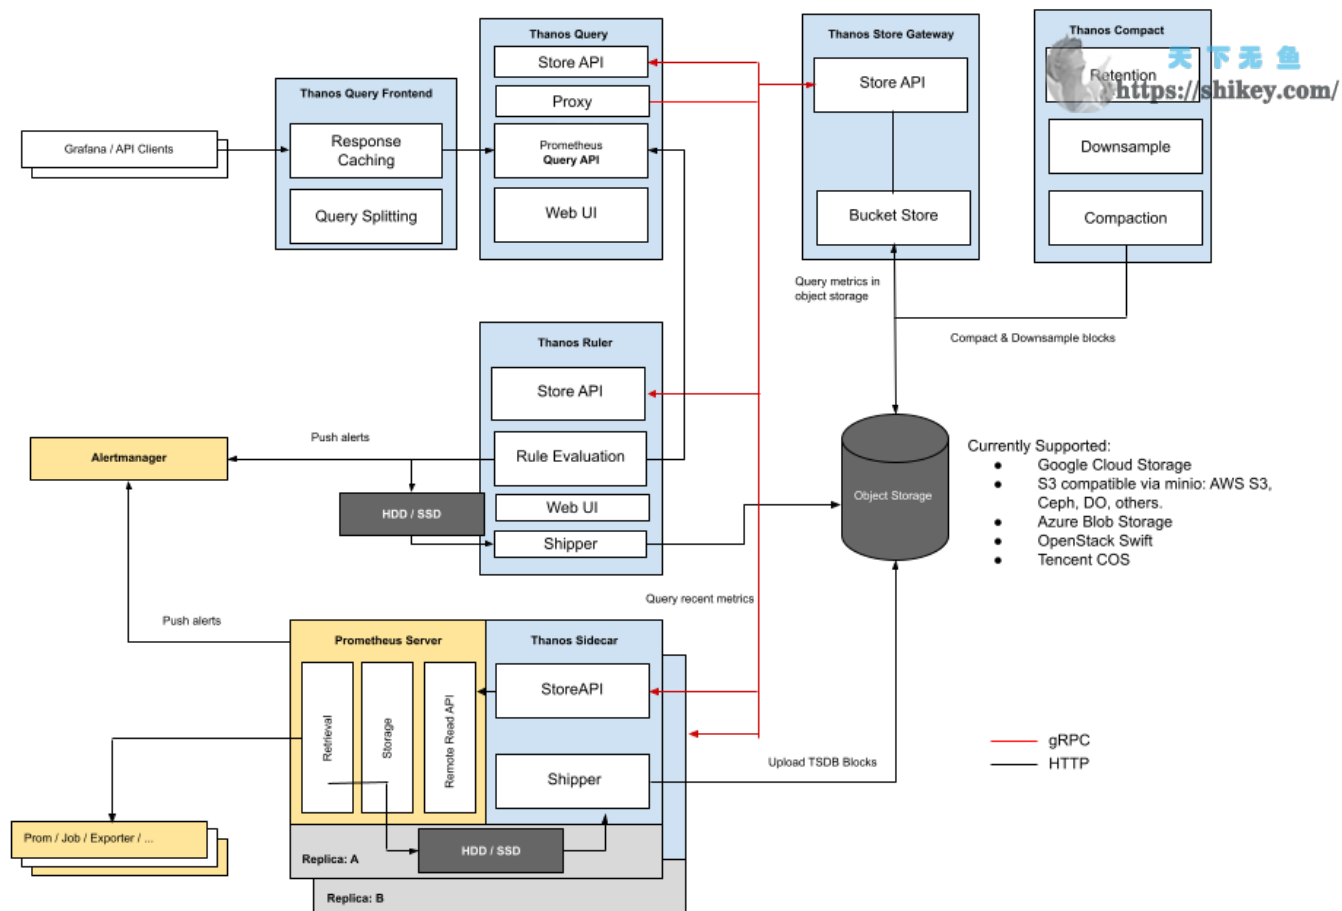 Thanos Query Frontend
Response
Caching
Query Splitting
Grafana / API Clients
Thanos Query
Store API
Proxy
Prometheus
Query API
Web UI
Thanos Store Gateway
Store API
Bucket Store
Thanos Compact
Retention
Downsample
Compaction
天下无鱼
https://shikey.com/
Query metrics in
object storage
Compact & Downsample blocks
Thanos Ruler
Store API
Rule Evaluation
Web UI
Shipper
Push alerts
Alertmanager
HDD / SSD
Object Storage
Currently Supported:
● Google Cloud Storage
● S3 compatible via minio: AWS S3,
Ceph, DO, others.
● Azure Blob Storage
● OpenStack Swift
● Tencent COS
Query recent metrics
Push alerts
Prometheus Server
Retrieval
Storage
Remote Read API
Thanos Sidecar
StoreAPI
Shipper
Upload TSDB Blocks
gRPC
HTTP
Prom / Job / Exporter / ...
HDD / SSD
Replica: A
Replica: B